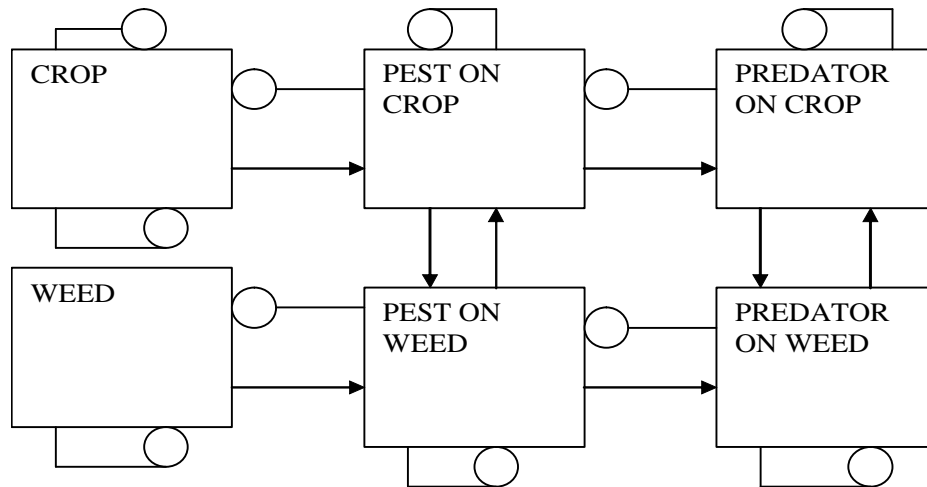 CROP
PEST ON
CROP
PREDATOR
ON CROP
WEED
PEST ON
WEED
PREDATOR
ON WEED